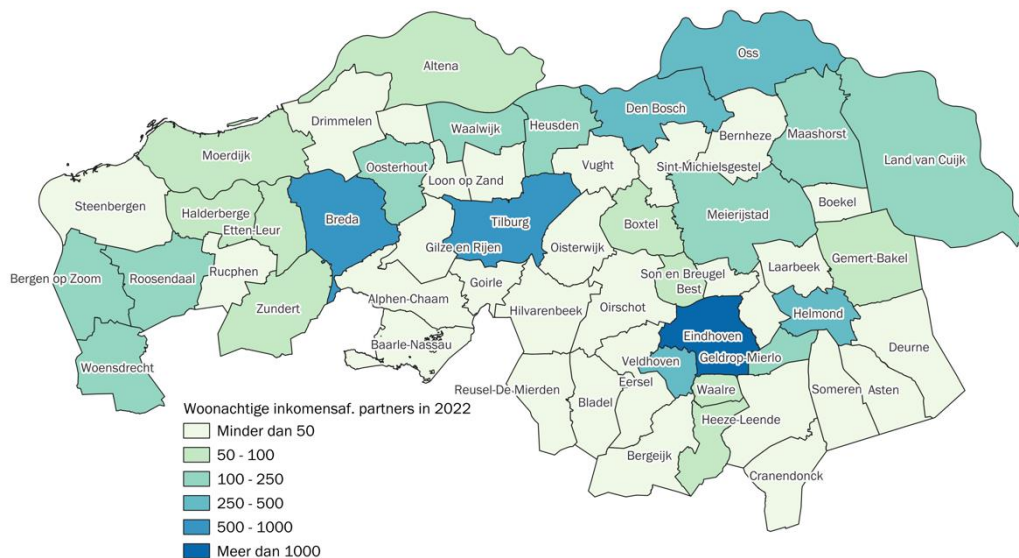 Oss
Altena
Den Bosch
Drimmelen
Waalwijk
Heusden
Bernheze
Maashorst
Moerdijk
Oosterhout
Vught
Sint-Michielsgestel
Land van Cuijk
Loon op Zand
Steenbergen
Halderberge
Etten-Leur
Breda
Tilburg
Boxtel
Meierijstad
Boekel
Gilze en Rijen
Oisterwijk
Gemert-Bakel
Bergen op Zoom
Roosendaal
Rucphen
Son en Breugel
Laarbeek
Best
Goirle
Zundert
Alphen-Chaam
Hilvarenbeek
Oirschot
Helmond
Eindhoven
Baarle-Nassau
Deurne
Woensdrecht
Veldhoven
Geldrop-Mierlo
Reusel-De-Mierden
Bladel
Eersel
Waalre
Someren
Asten
Heeze-Leende
Bergeijk
Cranendonck
Woonachtige inkomensaf. partners in 2022
Minder dan 50
50 - 100
100 - 250
250 - 500
500 - 1000
Meer dan 1000